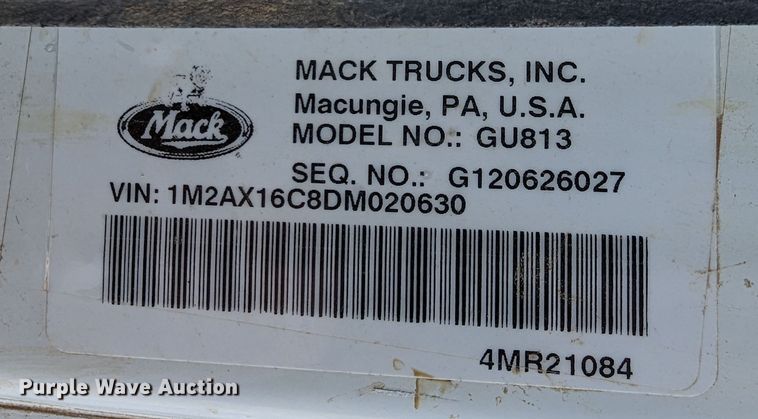 MACK TRUCKS, INC.
Macungie, PA, U.S.A.
MODEL NO.: GU813
SEQ. NO.: G120626027
Mack
VIN: 1M2AX16C8DM020630
4MR21084
Purple Wave Auction